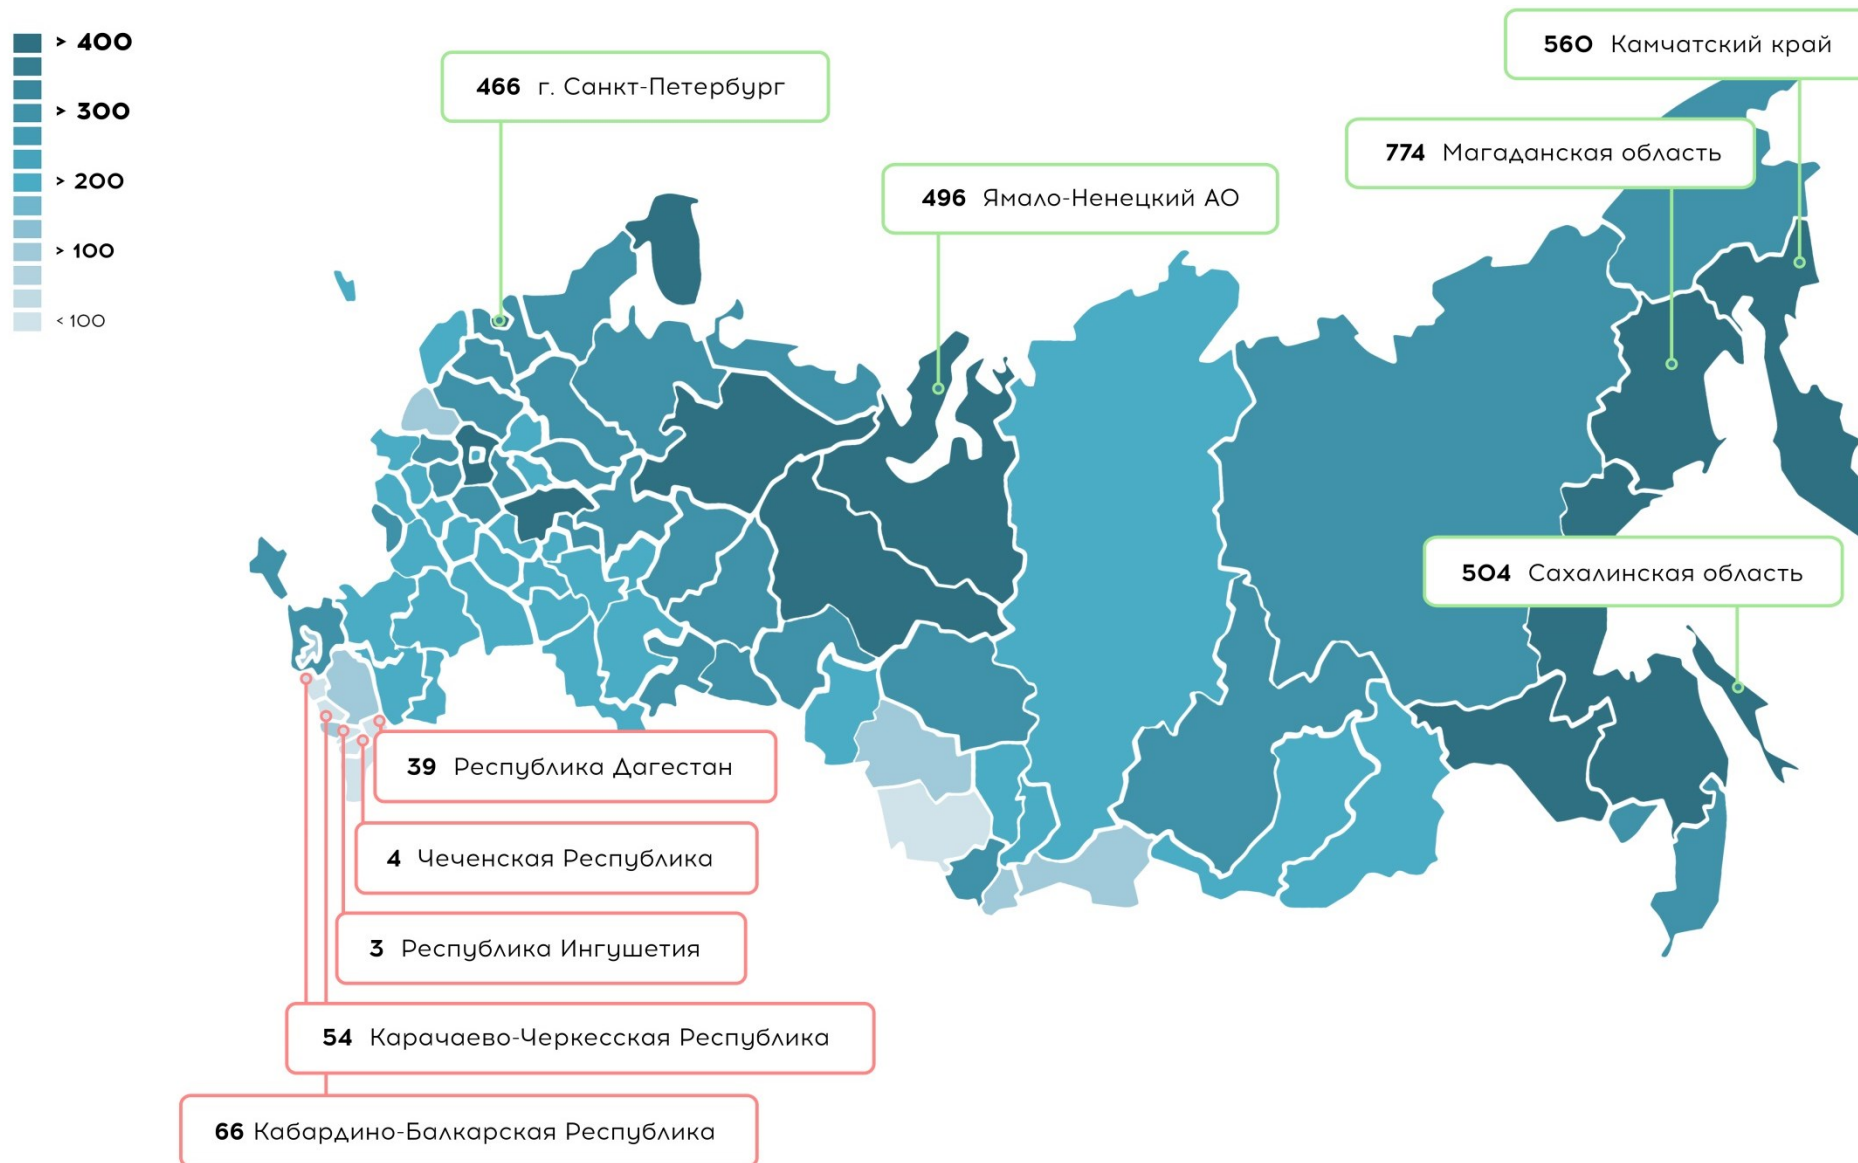 > 400
> 300
> 200
> 100
< 100
560 Камчатский край
466 г. Санкт-Петербург
774 Магаданская область
496 Ямало-Ненецкий АО
504 Сахалинская область
39 Республика Дагестан
4 Чеченская Республика
3 Республика Ингушетия
54 Карачаево-Черкесская Республика
66 Кабардино-Балкарская Республика